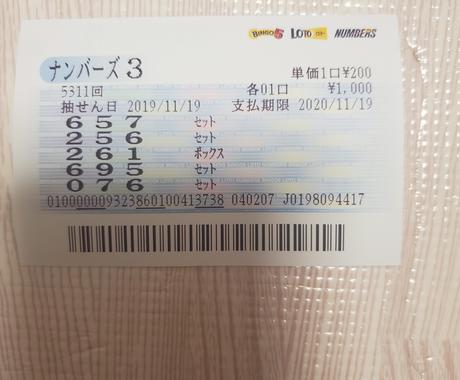 BINGO5 LOTO NUMBERS
ナンバーズ3 単価1口¥200
5311回 各01口 ¥1,000
抽せん日 2019/11/19 支払期限 2020/11/19
657 セット
256 セット
261 ボックス
695 セット
076 セット
0100000093238601004137​38 040207 J0198094417